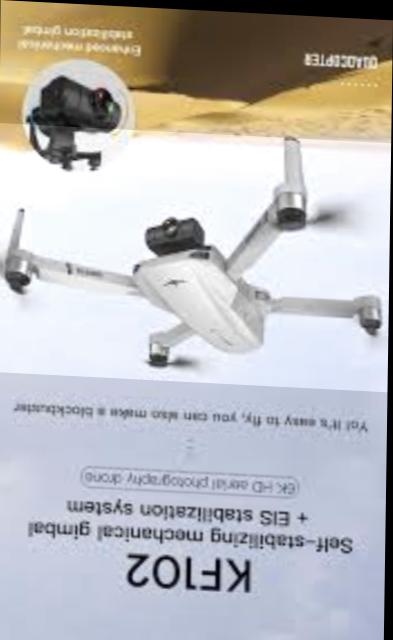 KF102
Self-stabilizing mechanical gimbal
+ EIS stabilization system
6K HD aerial photography drone
Yo! It's easy to fly, you can also make a blockbuster
QUADCOPTER
Enhanced mechanical
stabilization gimbal